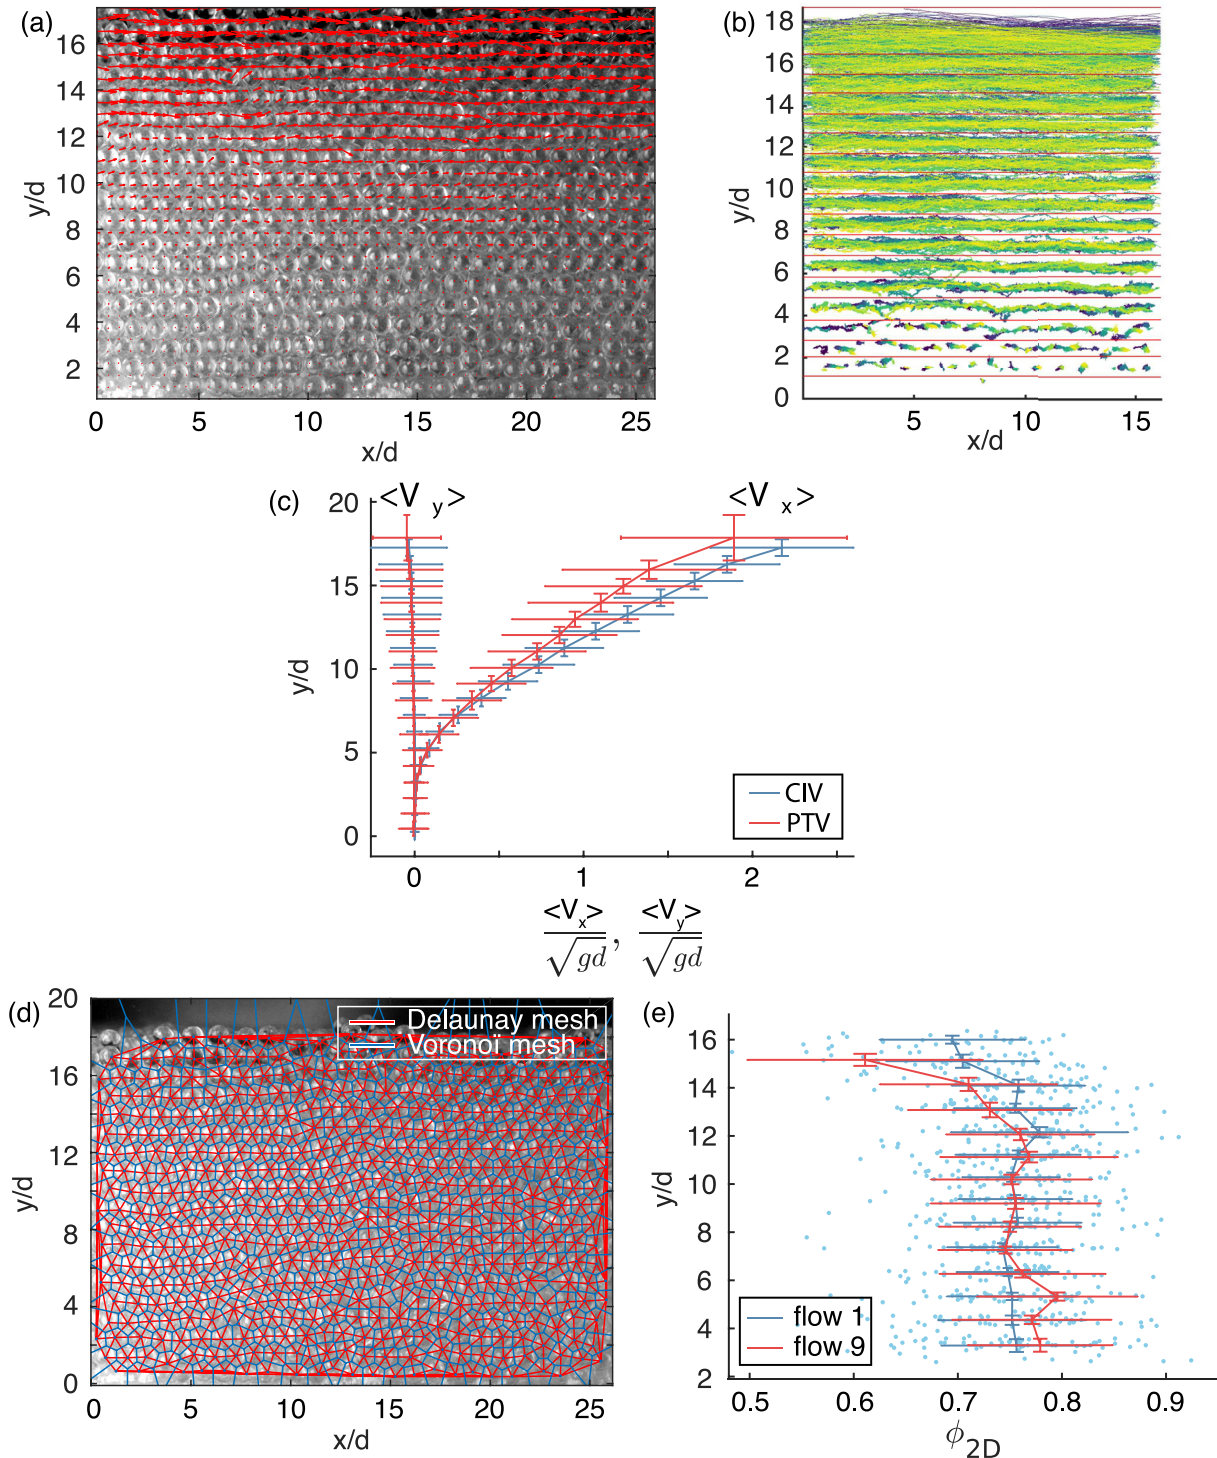 (a)
16
14
12
10
8
6
4
2
y/d
0 5 10 15 20 25
x/d
(b)
18
16
14
12
10
8
6
4
2
0
y/d
5 10 15
x/d
(c)
<V y> <V x>
20
15
10
5
0
y/d
CIV
PTV
0 1 2
<Vx>/√gd, <Vy>/√gd
(d)
20
16
12
8
4
0
y/d
Delaunay mesh
Voronoï mesh
0 5 10 15 20 25
x/d
(e)
16
14
12
10
8
6
4
2
y/d
flow 1
flow 9
0.5 0.6 0.7 0.8 0.9
ϕ2D